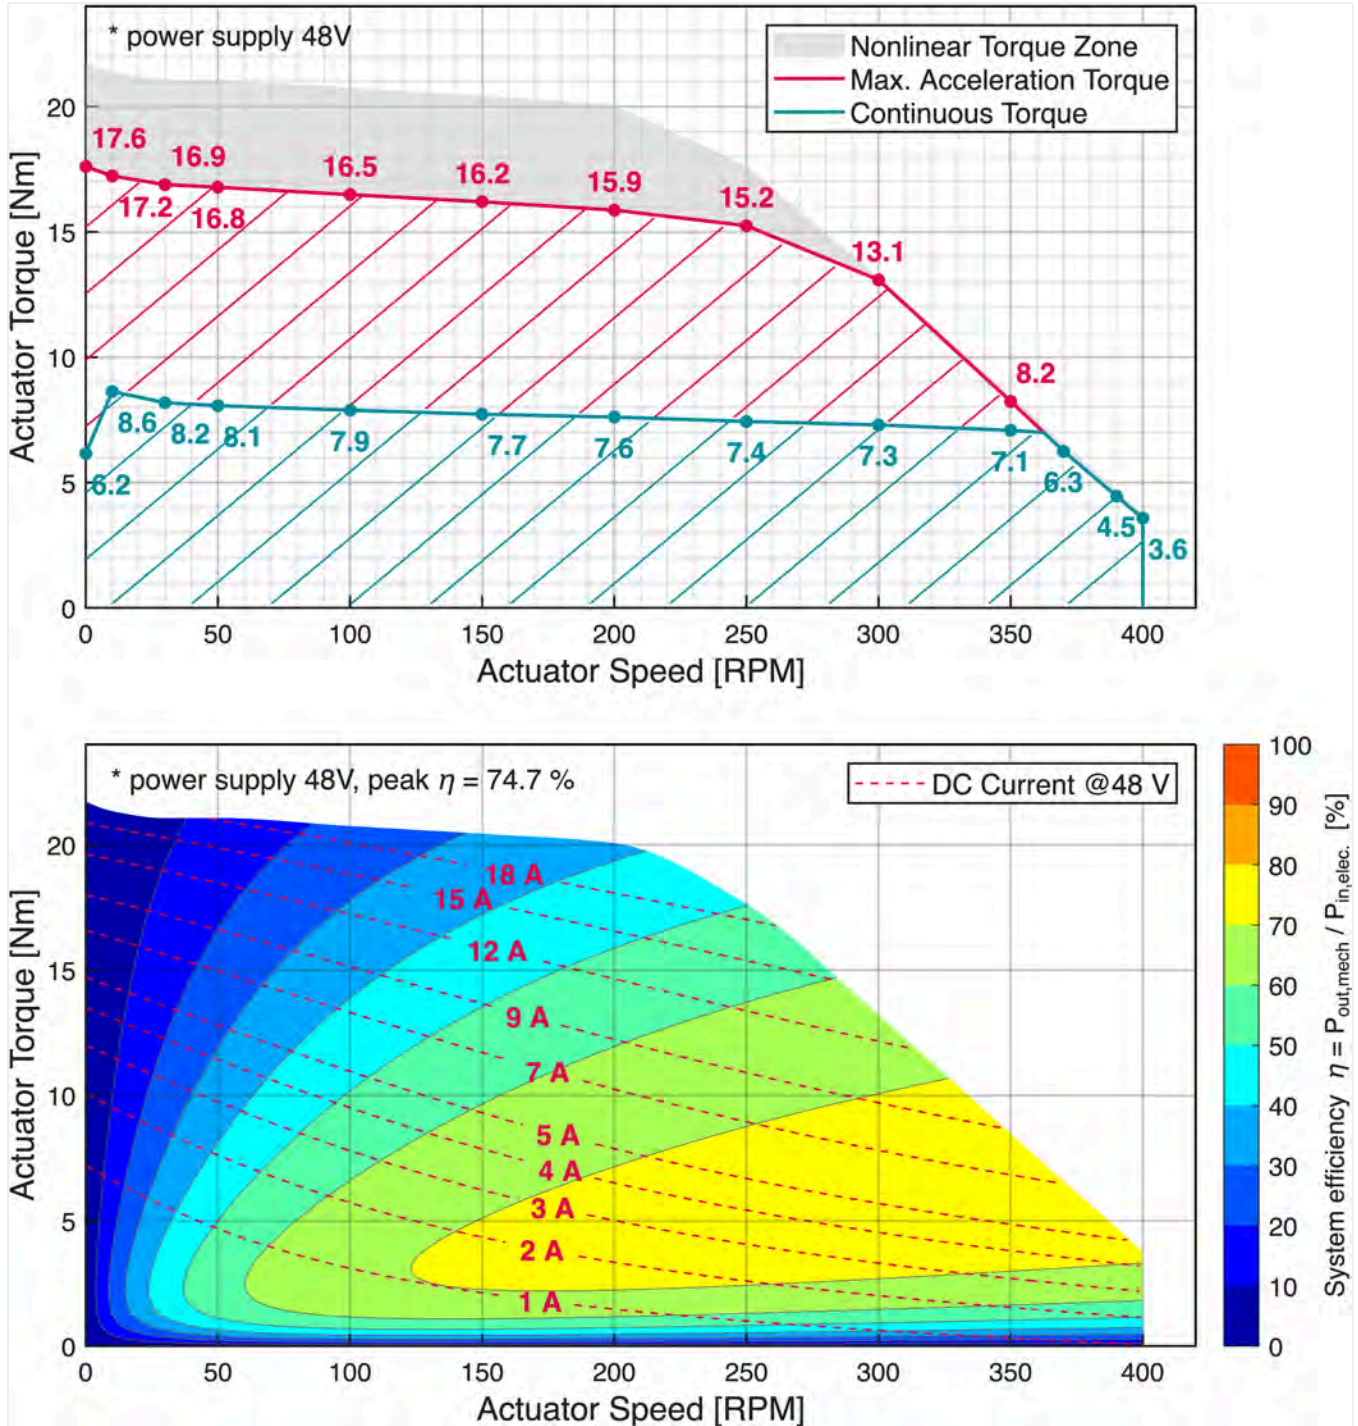 * power supply 48V
Nonlinear Torque Zone
Max. Acceleration Torque
Continuous Torque
Actuator Torque [Nm]
20
15
10
5
0
17.6
17.2
16.9
16.8
16.5
16.2
15.9
15.2
13.1
8.2
6.2
8.6
8.2
8.1
7.9
7.7
7.6
7.4
7.3
7.1
6.3
4.5
3.6
0 50 100 150 200 250 300 350 400
Actuator Speed [RPM]
* power supply 48V, peak η = 74.7 %
DC Current @48 V
Actuator Torque [Nm]
20
15
10
5
0
18 A
15 A
12 A
9 A
7 A
5 A
4 A
3 A
2 A
1 A
0 50 100 150 200 250 300 350 400
Actuator Speed [RPM]
100
90
80
70
60
50
40
30
20
10
0
System efficiency η = P out,mech / P in,elec. [%]